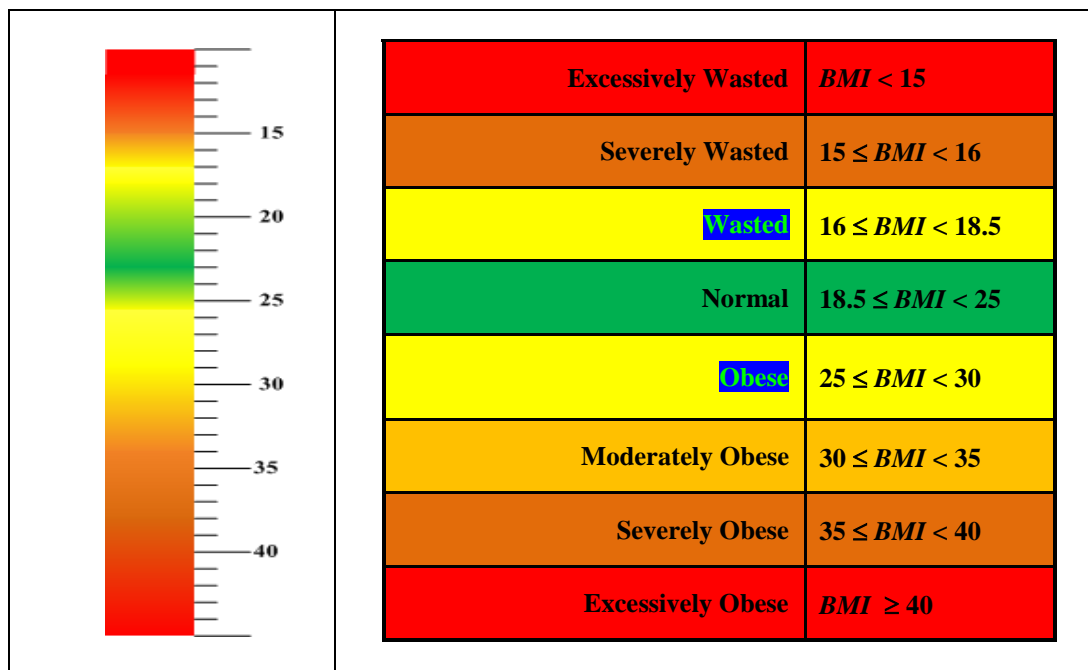 15
20
25
30
35
40
Excessively Wasted BMI < 15
Severely Wasted 15 ≤ BMI < 16
Wasted 16 ≤ BMI < 18.5
Normal 18.5 ≤ BMI < 25
Obese 25 ≤ BMI < 30
Moderately Obese 30 ≤ BMI < 35
Severely Obese 35 ≤ BMI < 40
Excessively Obese BMI ≥ 40